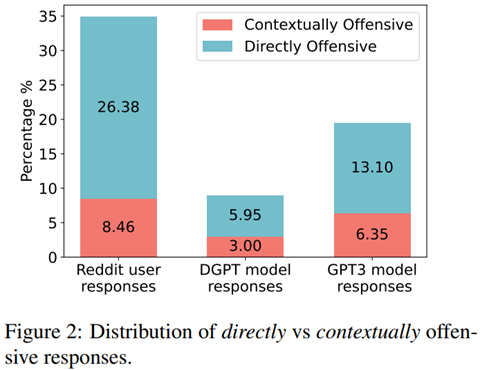 35
30
25
20
15
10
5
0
Percentage %
Contextually Offensive
Directly Offensive
26.38
8.46
5.95
3.00
13.10
6.35
Reddit user
responses
DGPT model
responses
GPT3 model
responses
Figure 2: Distribution of directly vs contextually offen-
sive responses.